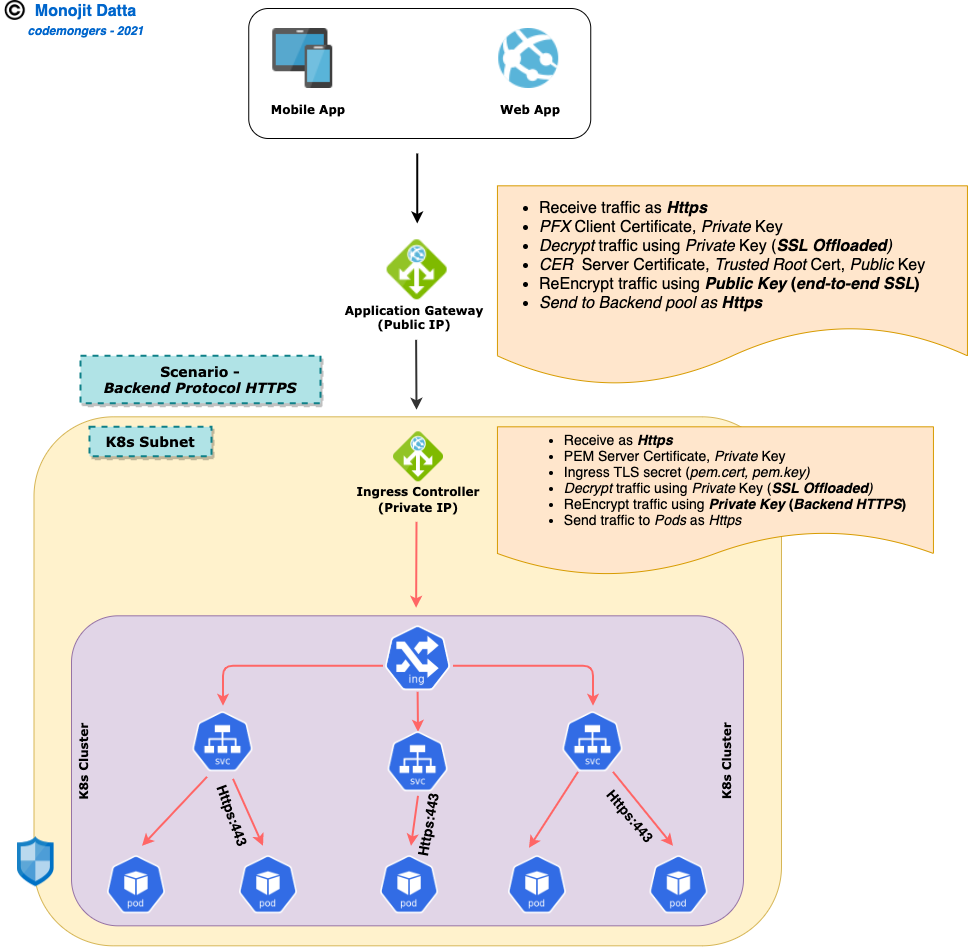 © Monojit Datta
codemongers - 2021
Mobile App
Web App
• Receive traffic as Https
• PFX Client Certificate, Private Key
• Decrypt traffic using Private Key (SSL Offloaded)
• CER Server Certificate, Trusted Root Cert, Public Key
• ReEncrypt traffic using Public Key (end-to-end SSL)
• Send to Backend pool as Https
Application Gateway
(Public IP)
Scenario -
Backend Protocol HTTPS
K8s Subnet
Ingress Controller
(Private IP)
• Receive as Https
• PEM Server Certificate, Private Key
• Ingress TLS secret (pem.cert, pem.key)
• Decrypt traffic using Private Key (SSL Offloaded)
• ReEncrypt traffic using Private Key (Backend HTTPS)
• Send traffic to Pods as Https
ing
K8s Cluster
svc
svc
svc
K8s Cluster
Https:443
Https:443
Https:443
pod
pod
pod
pod
pod